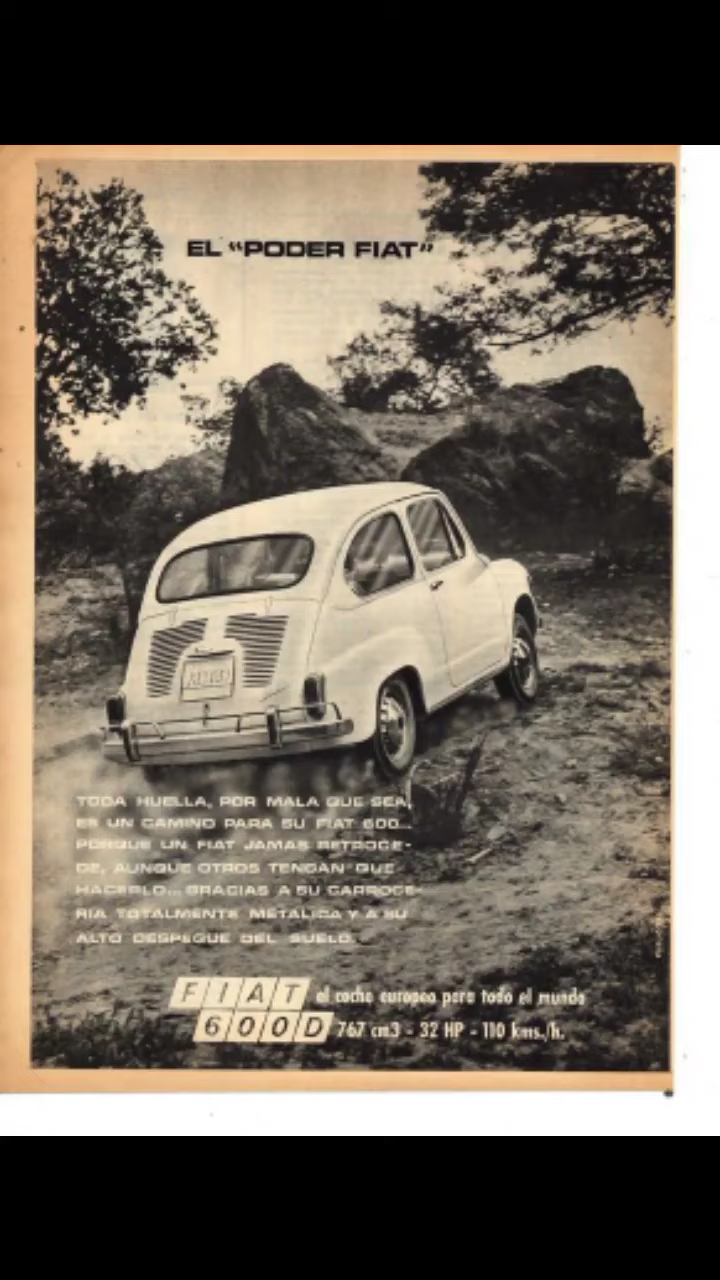 EL “PODER FIAT”
TODA HUELLA, POR MALA QUE SEA,
ES UN CAMINO PARA SU FIAT 600...
PORQUE UN FIAT JAMAS RETROCE-
DE, AUNQUE OTROS TENGAN QUE
HACERLO... GRACIAS A SU CARROCE-
RIA TOTALMENTE METALICA Y A SU
ALTO DESPEGUE DEL SUELO.
FIAT el coche europeo para todo el mundo
600D 767 cm3 - 32 HP - 110 kms./h.